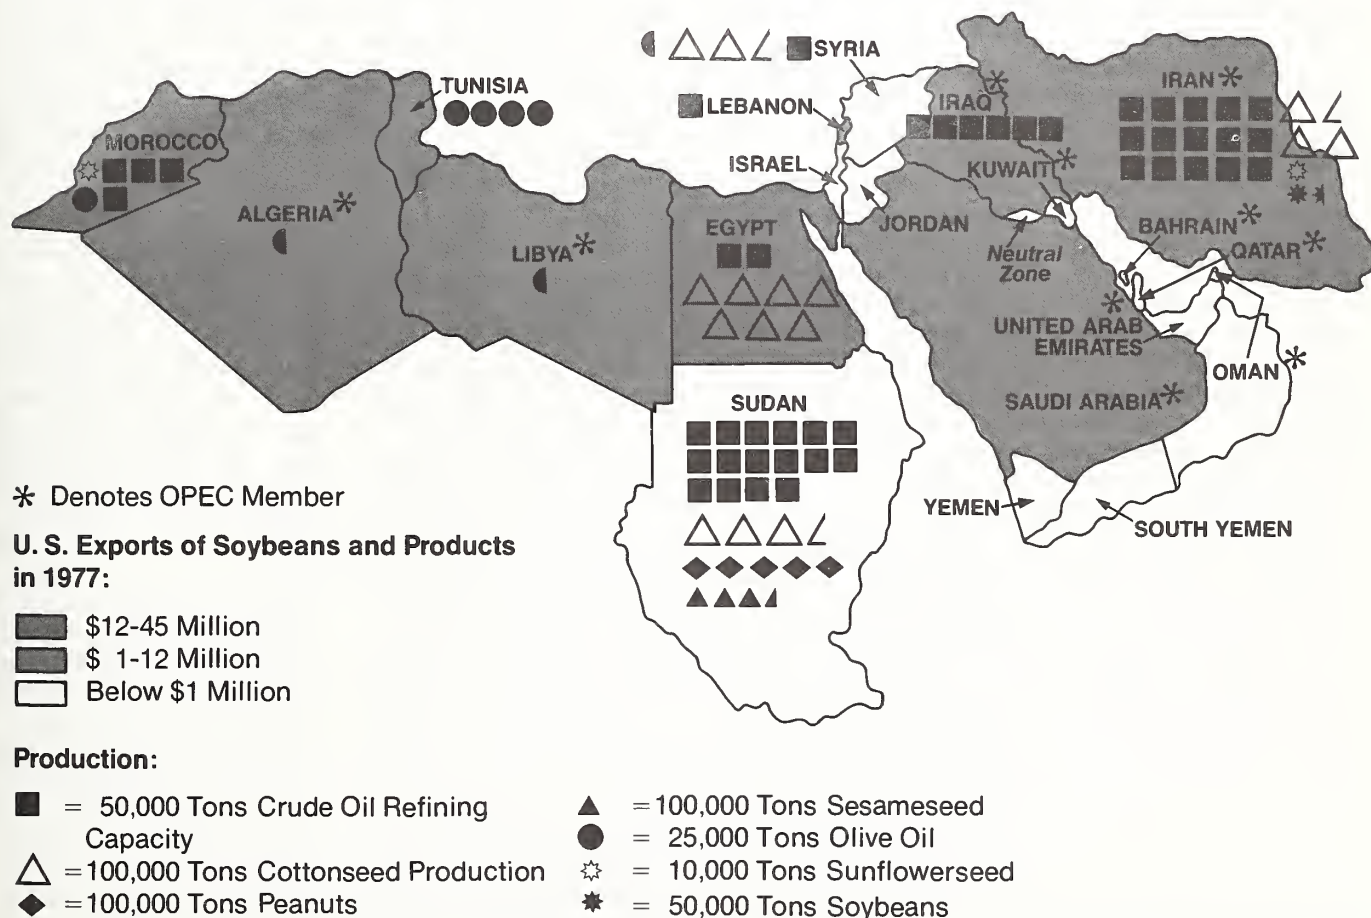 SYRIA
IRAN*
TUNISIA
LEBANON
IRAQ*
MOROCCO
ISRAEL
KUWAIT*
ALGERIA*
JORDAN
EGYPT
BAHRAIN*
LIBYA*
Neutral
Zone
QATAR*
*
UNITED ARAB
EMIRATES
OMAN*
SUDAN
SAUDI ARABIA*
YEMEN
SOUTH YEMEN
* Denotes OPEC Member
U. S. Exports of Soybeans and Products
in 1977:
$12-45 Million
$ 1-12 Million
Below $1 Million
Production:
■ = 50,000 Tons Crude Oil Refining
Capacity
△ =100,000 Tons Cottonseed Production
◆ =100,000 Tons Peanuts
▲ =100,000 Tons Sesameseed
● = 25,000 Tons Olive Oil
= 10,000 Tons Sunflowerseed
= 50,000 Tons Soybeans